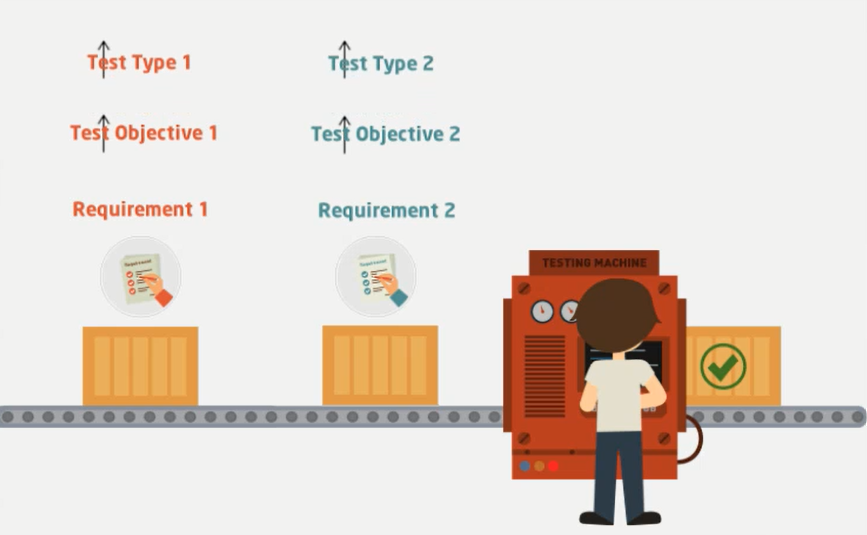 Test Type 1
Test Type 2
Test Objective 1
Test Objective 2
Requirement 1
Requirement 2
TESTING MACHINE